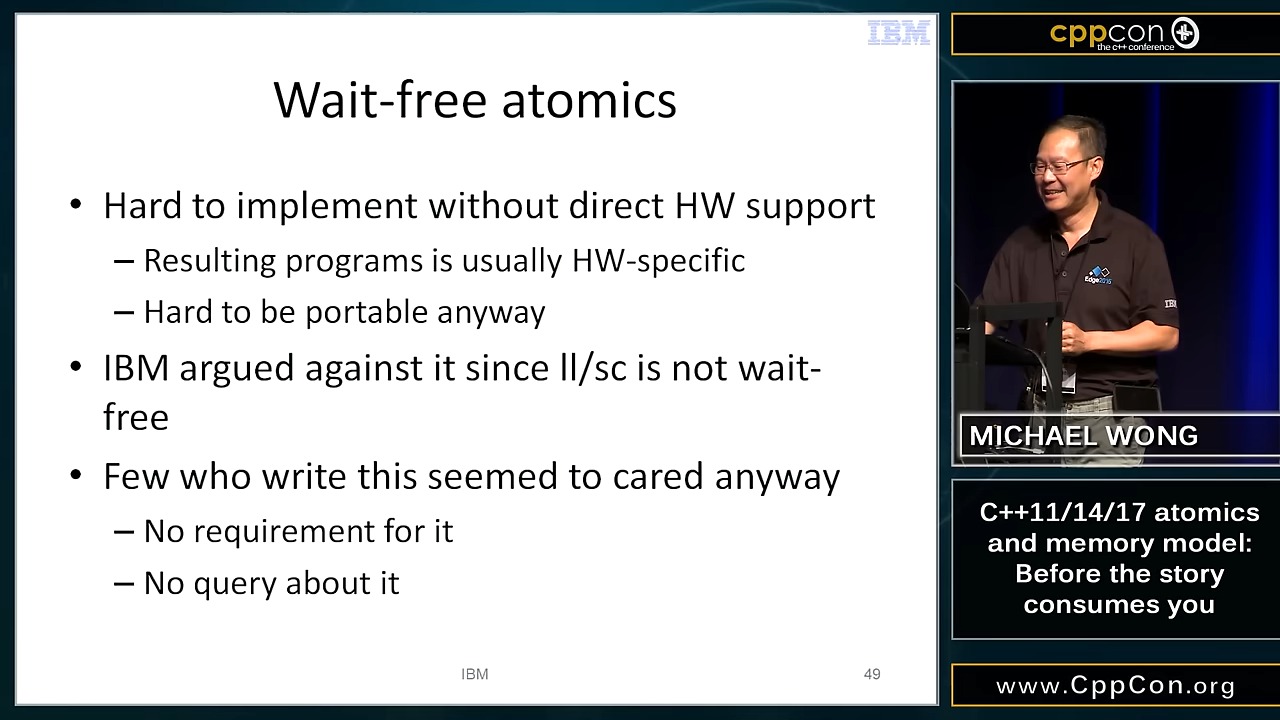 IBM
Wait-free atomics
• Hard to implement without direct HW support
– Resulting programs is usually HW-specific
– Hard to be portable anyway
• IBM argued against it since ll/sc is not wait-
free
• Few who write this seemed to cared anyway
– No requirement for it
– No query about it
IBM
49
cppcon
the c++ conference
Edge2015
IBM
MICHAEL WONG
C++11/14/17 atomics
and memory model:
Before the story
consumes you
www.CppCon.org